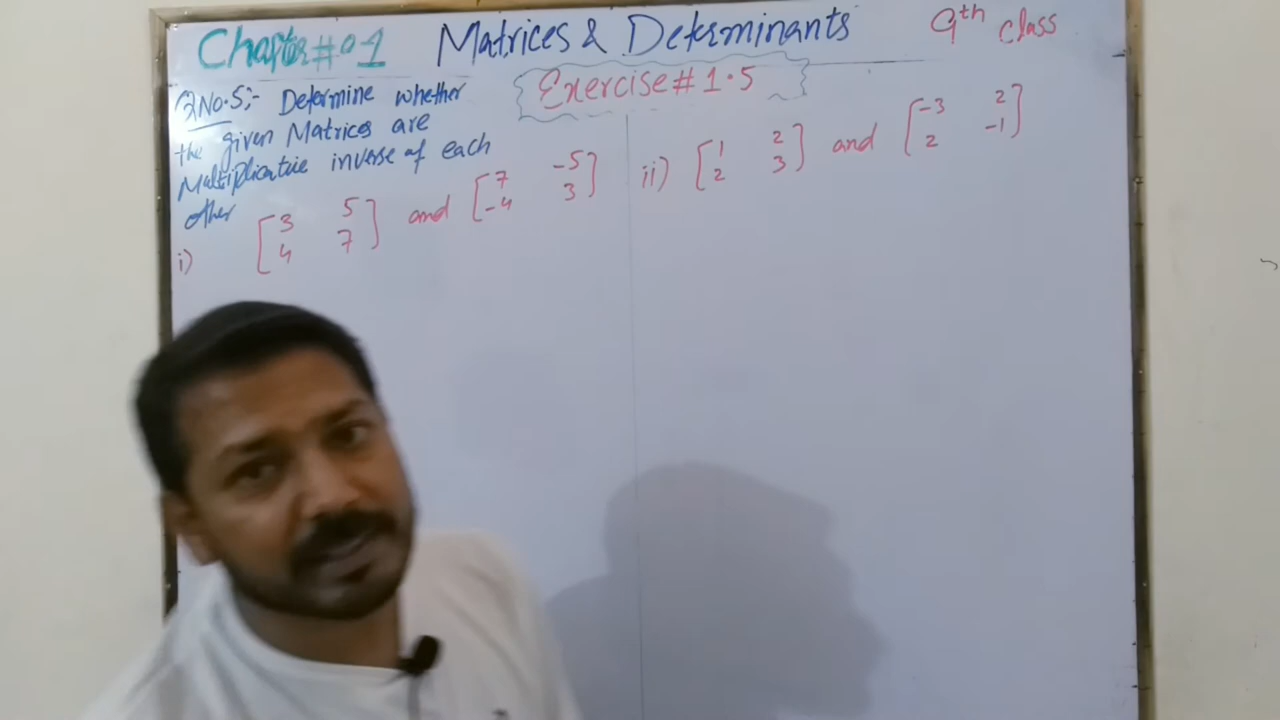 Chapter # 01 Matrices & Determinants 9th class
Exercise # 1.5
Q No. 5:- Determine whether
the given Matrices are
Multiplicative inverse of each
other
i) [3 5
4 7] and [7 -5
-4 3]
ii) [1 2
2 3] and [-3 2
2 -1]